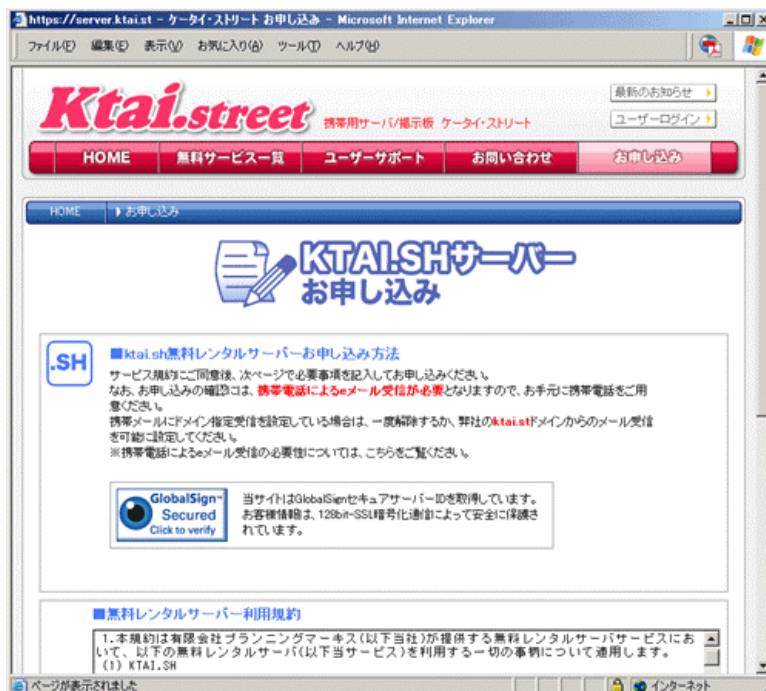 https://server.ktai.st - ケータイ・ストリート お申し込み - Microsoft Internet Explorer
ファイル(F) 編集(E) 表示(V) お気に入り(A) ツール(T) ヘルプ(H)
最新のお知らせ
Ktai.street 携帯用サーバ/掲示板 ケータイ・ストリート
ユーザーログイン
HOME 無料サービス一覧 ユーザーサポート お問い合わせ お申し込み
HOME お申し込み
KTAI.SHサーバー
お申し込み
.SH
■ktai.sh無料レンタルサーバーお申し込み方法
サービス規約にご同意後、次ページで必要事項を記入してお申し込みください。
なお、お申し込みの確認には、携帯電話によるeメール受信が必要となりますので、お手元に携帯電話をご用
意ください。
携帯メールにドメイン指定受信を設定している場合は、一度解除するか、弊社のktai.stドメインからのメール受信
を可能に設定してください。
※携帯電話によるeメール受信の必要性については、こちらをご覧ください。
GlobalSign
Secured
Click to verify
当サイトはGlobalSignセキュアサーバーIDを取得しています。
お客様情報は、128bit-SSL暗号化通信によって安全に保護さ
れています。
■無料レンタルサーバー利用規約
1.本規約は有限会社プランニングマーキス(以下当社)が提供する無料レンタルサーバサービスにお
いて、以下の無料レンタルサーバ(以下当サービス)を利用する一切の事柄について適用します。
(1) KTAI.SH
ページが表示されました インターネット